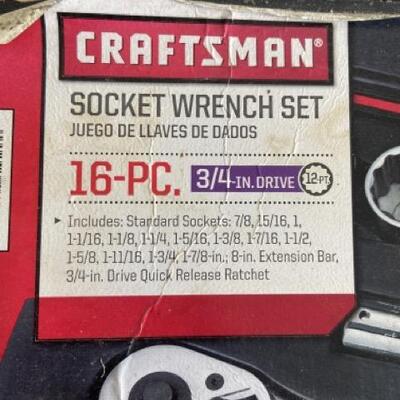 CRAFTSMAN®
SOCKET WRENCH SET
JUEGO DE LLAVES DE DADOS
16-PC. 3/4-IN. DRIVE 12-PT.
▸ Includes: Standard Sockets: 7/8, 15/16, 1,
1-1/16, 1-1/8, 1-1/4, 1-5/16, 1-3/8, 1-7/16, 1-1/2,
1-5/8, 1-11/16, 1-3/4, 1-7/8-in.; 8-in. Extension Bar,
3/4-in. Drive Quick Release Ratchet